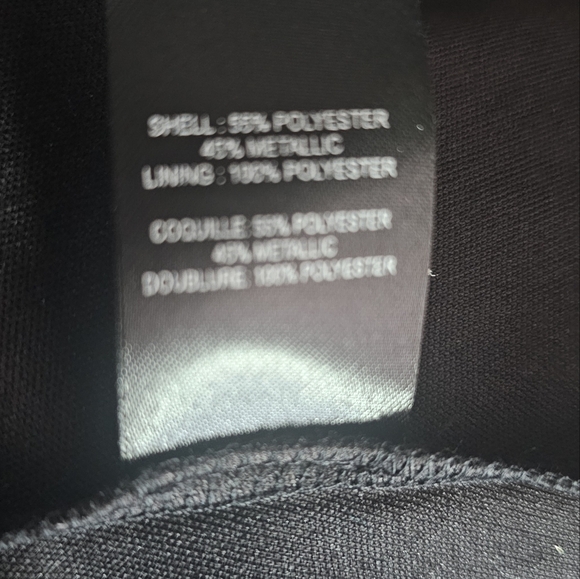 SHELL : 55% POLYESTER
45% METALLIC
LINING : 100% POLYESTER
COQUILLE: 55% POLYESTER
45% METALLIC
DOUBLURE: 100% POLYESTER